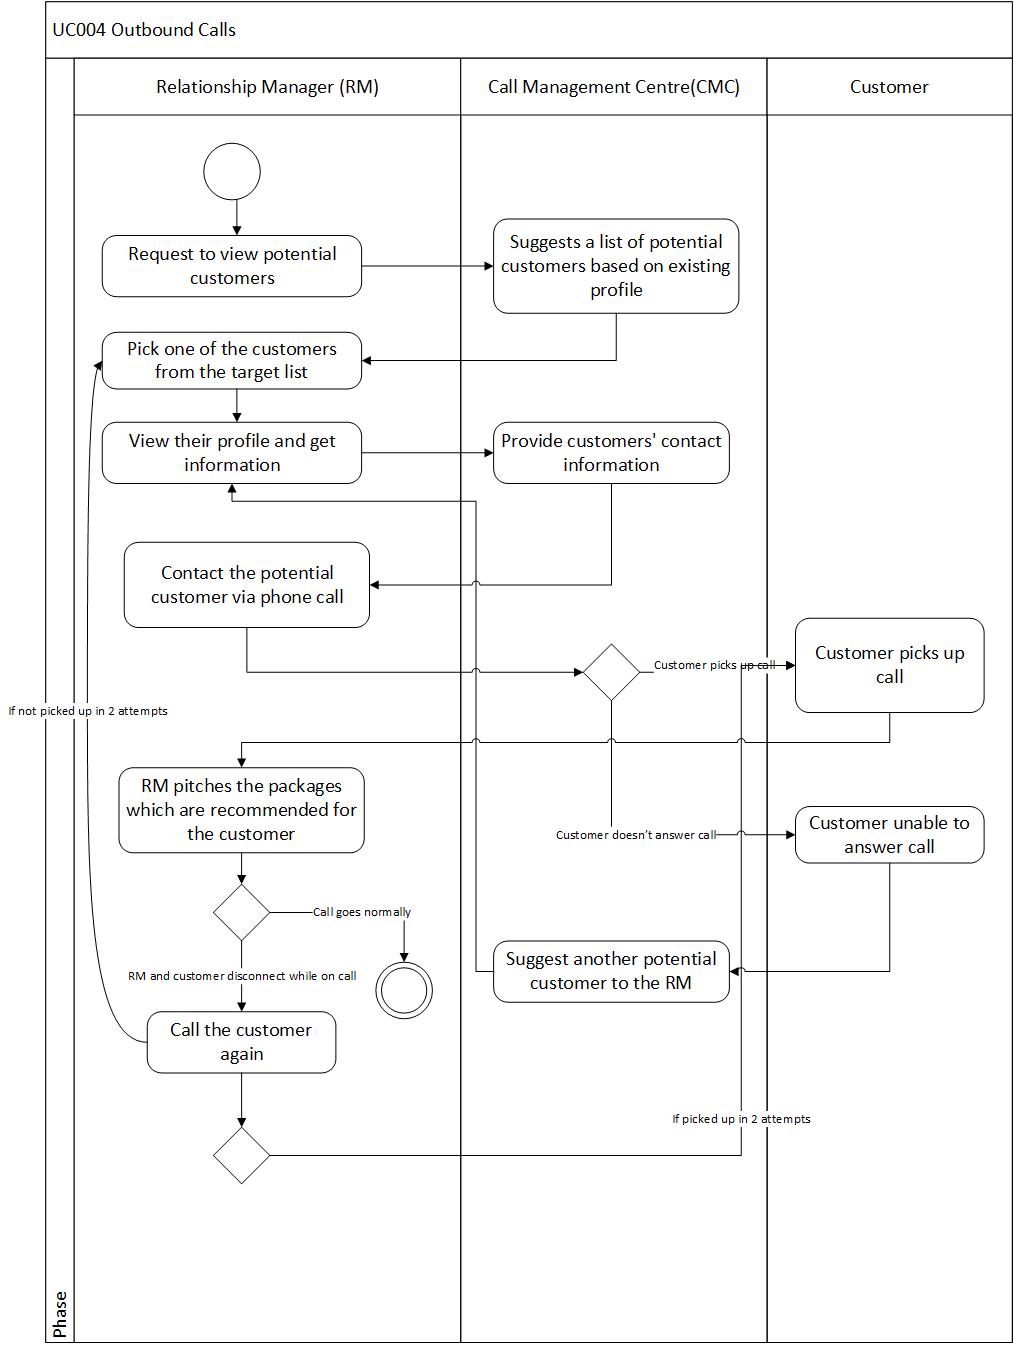 UC004 Outbound Calls
Relationship Manager (RM)
Call Management Centre(CMC)
Customer
Request to view potential
customers
Suggests a list of potential
customers based on existing
profile
Pick one of the customers
from the target list
View their profile and get
information
Provide customers' contact
information
Contact the potential
customer via phone call
Customer picks up call
Customer picks up
call
If not picked up in 2 attempts
RM pitches the packages
which are recommended for
the customer
Customer doesn't answer call
Customer unable to
answer call
Call goes normally
RM and customer disconnect while on call
Suggest another potential
customer to the RM
Call the customer
again
If picked up in 2 attempts
Phase